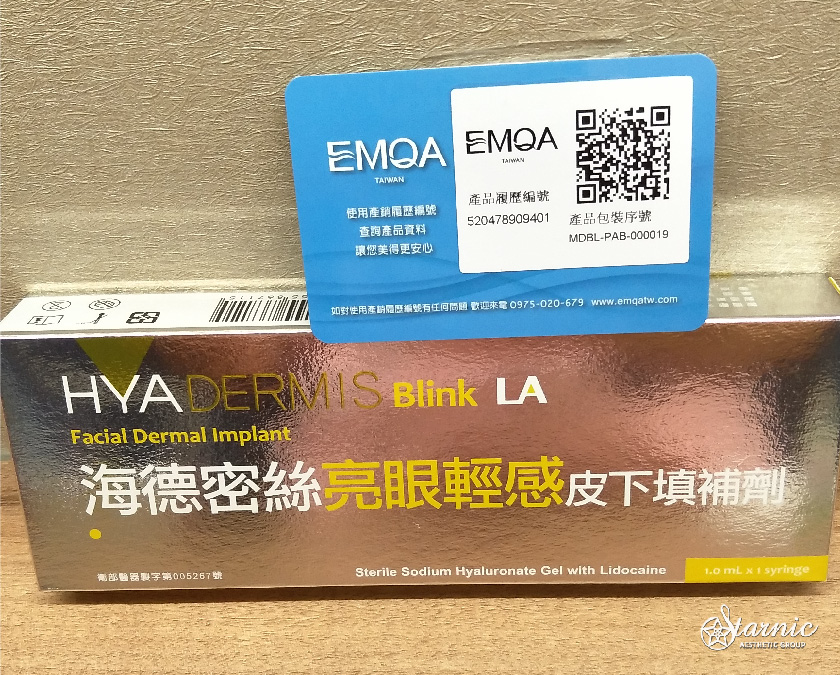 EMQA
TAIWAN
使用產銷履歷編號
查詢產品資料
讓您美得更安心
EMQA
TAIWAN
產品履歷編號
520478909401
產品包裝序號
MDBL-PAB-000019
如對使用產銷履歷編號有任何問題 歡迎來電 0975-020-679 www.emqatw.com
HYADERMIS Blink LA
Facial Dermal Implant
海德密絲亮眼輕感皮下填補劑
衛部醫器製字第005267號
Sterile Sodium Hyaluronate Gel with Lidocaine
1.0 mL x 1 syringe
Starnic
AESTHETIC GROUP